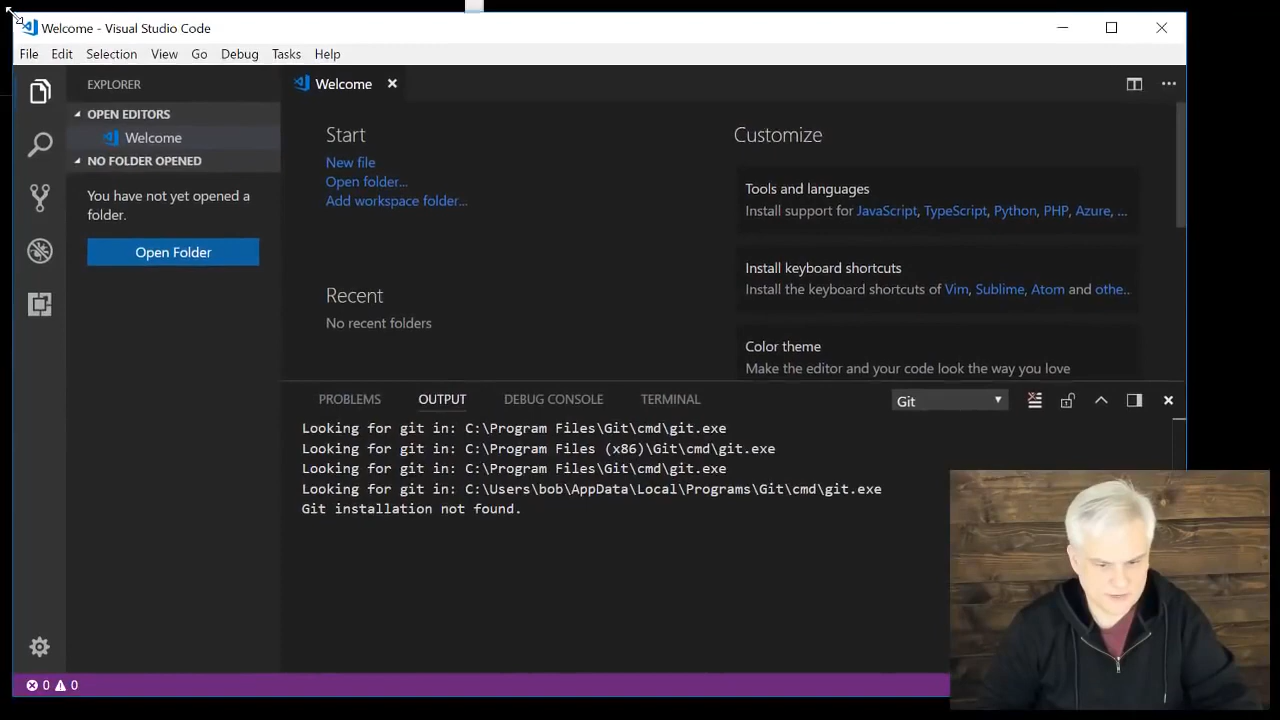 Welcome - Visual Studio Code
File Edit Selection View Go Debug Tasks Help
EXPLORER
OPEN EDITORS
Welcome
NO FOLDER OPENED
You have not yet opened a
folder.
Open Folder
Welcome
Start
New file
Open folder...
Add workspace folder...
Recent
No recent folders
Customize
Tools and languages
Install support for JavaScript, TypeScript, Python, PHP, Azure, ...
Install keyboard shortcuts
Install the keyboard shortcuts of Vim, Sublime, Atom and othe..
Color theme
Make the editor and your code look the way you love
PROBLEMS OUTPUT DEBUG CONSOLE TERMINAL
Git
Looking for git in: C:\Program Files\Git\cmd\git.exe
Looking for git in: C:\Program Files (x86)\Git\cmd\git.exe
Looking for git in: C:\Program Files\Git\cmd\git.exe
Looking for git in: C:\Users\bob\AppData\Local\Programs\Git\cmd\git.exe
Git installation not found.
0 0